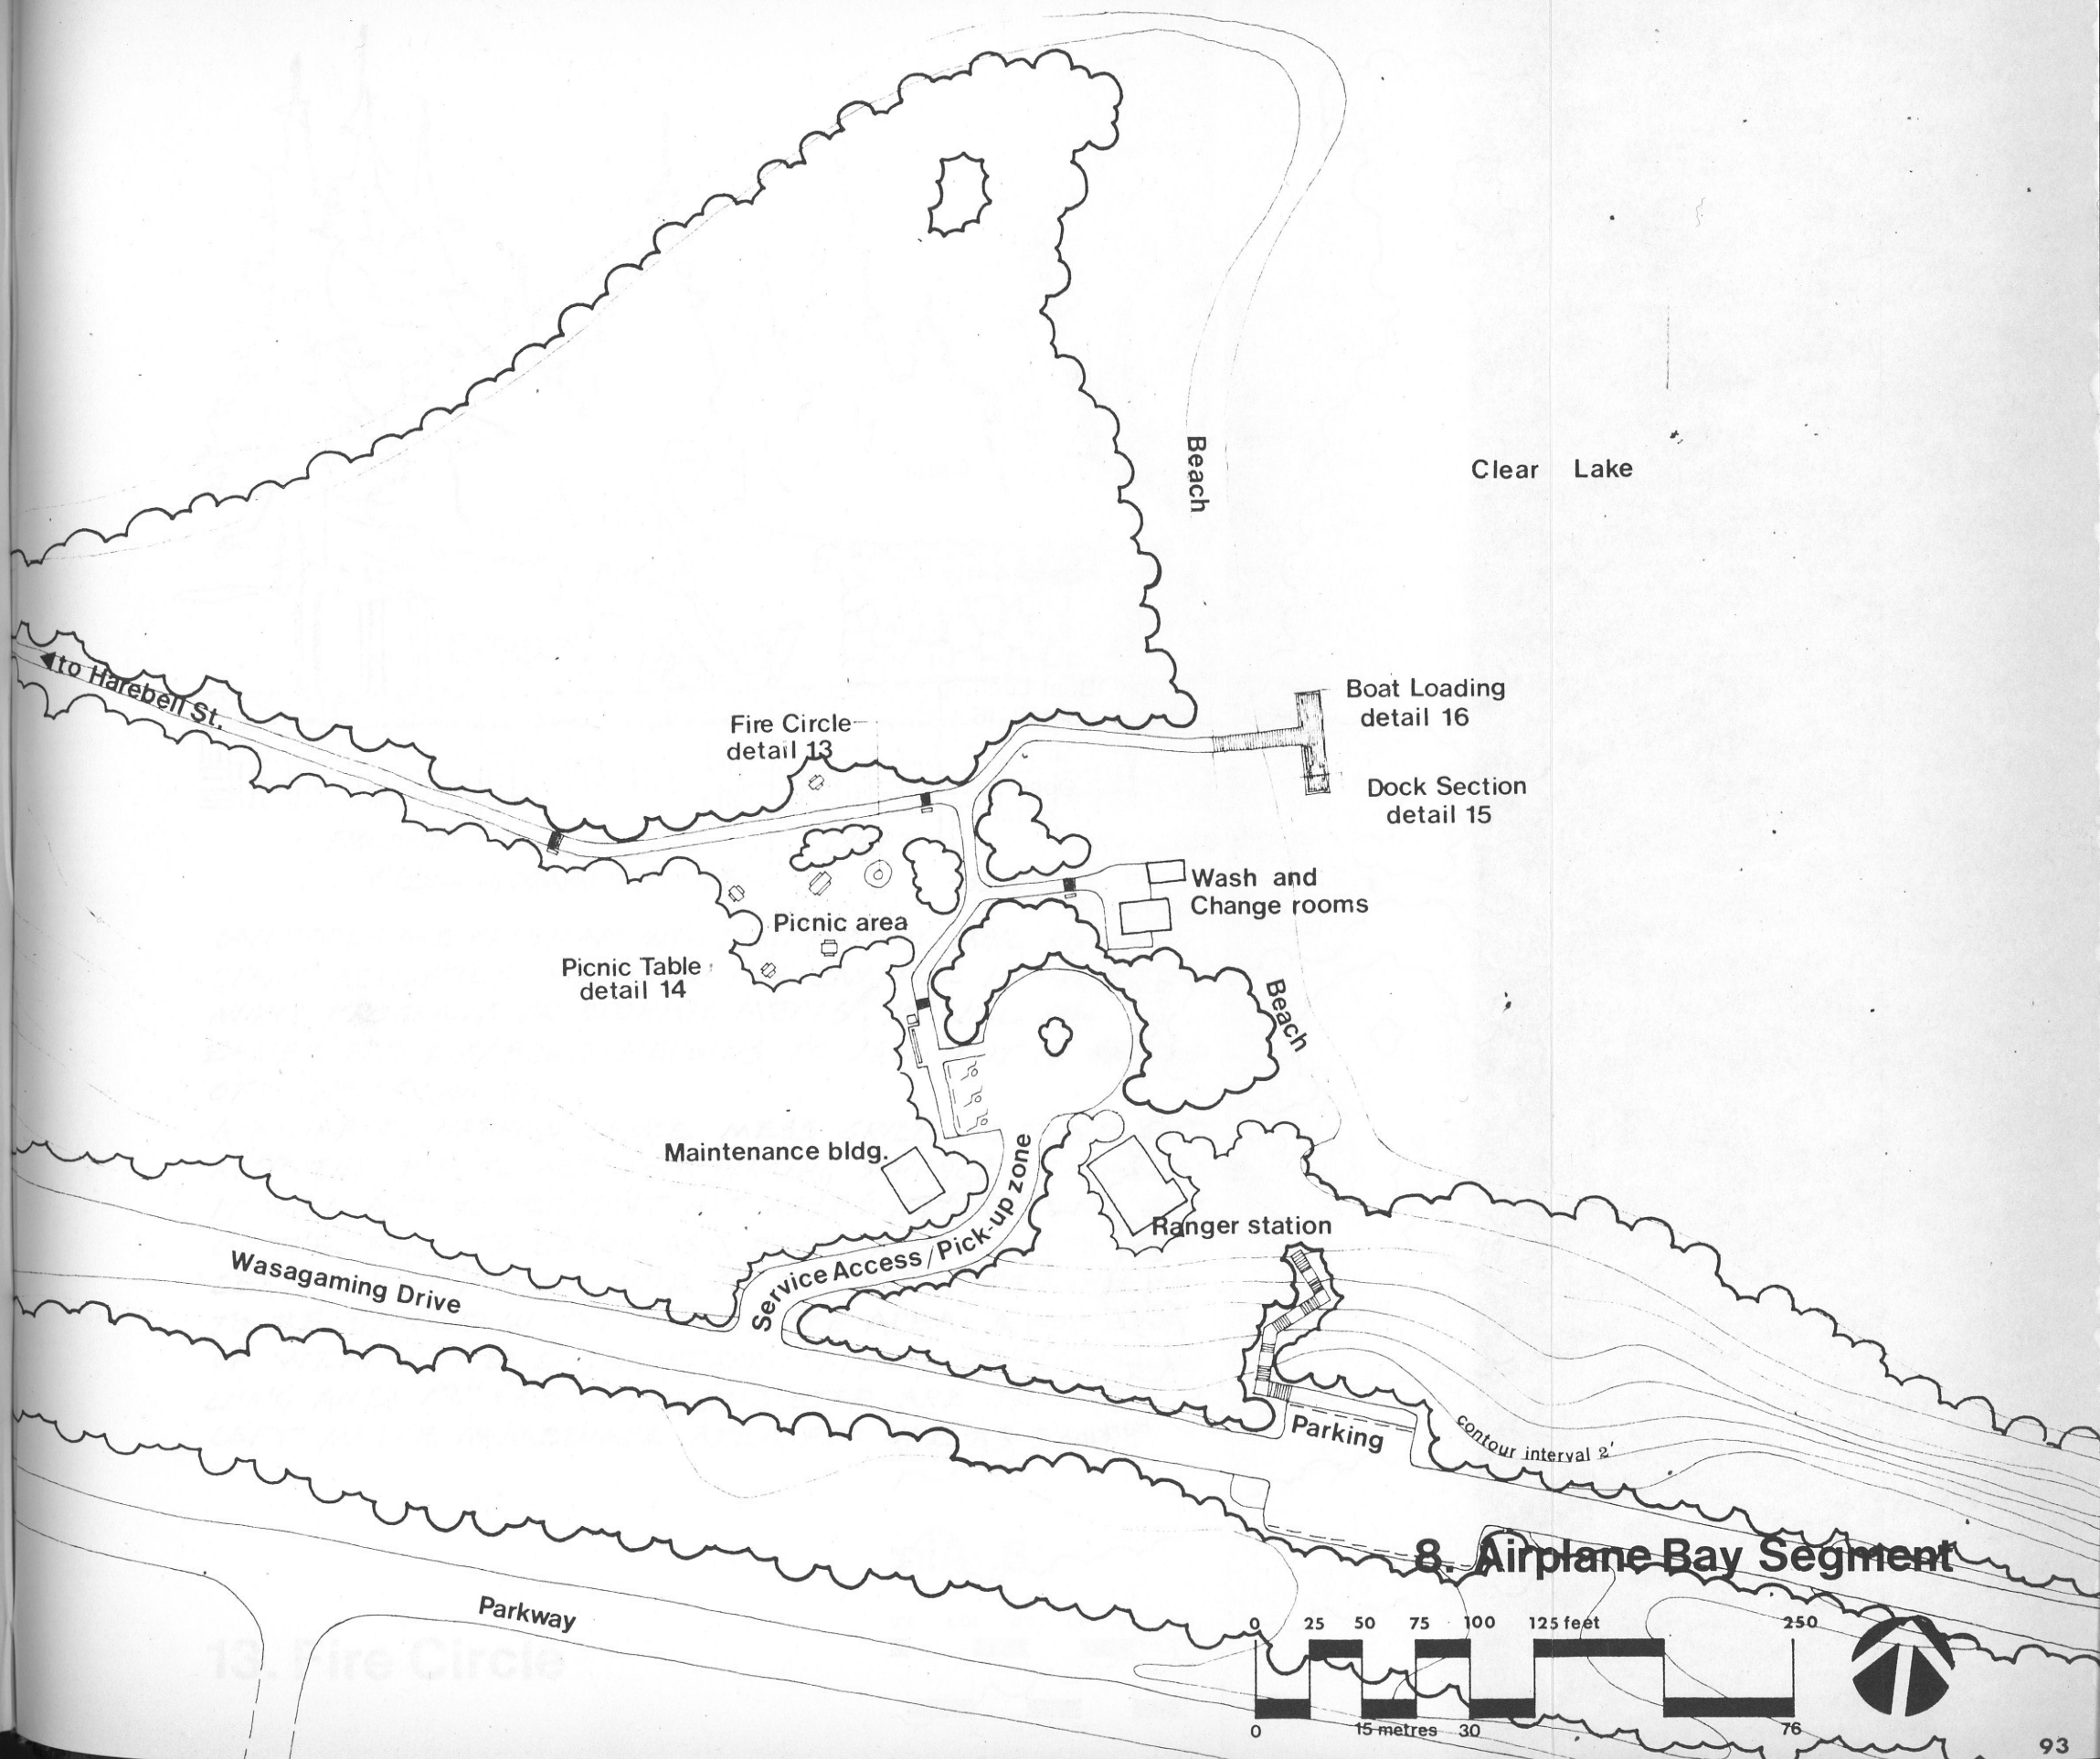 Beach
Clear Lake
to Harebell St.
Boat Loading
detail 16
Fire Circle
detail 13
Dock Section
detail 15
Wash and
Change rooms
Picnic area
Picnic Table
detail 14
Beach
Maintenance bldg.
Service Access/Pick-up zone
Ranger station
Wasagaming Drive
Parking
contour interval 2'
8. Airplane Bay Segment
Parkway
0 25 50 75 100 125 feet 250
0 15 metres 30 76
13. Fire Circle
93